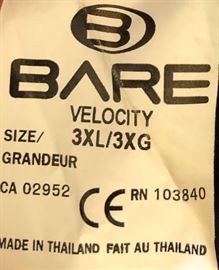 B
BARE
VELOCITY
SIZE/ 3XL/3XG
GRANDEUR
CA 02952 CE RN 103840
MADE IN THAILAND FAIT AU THAILAND